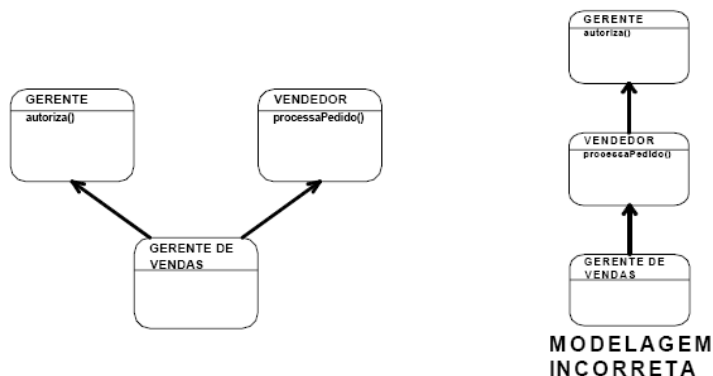 GERENTE
autoriza()
VENDEDOR
processaPedido()
GERENTE DE
VENDAS
GERENTE
autoriza()
VENDEDOR
processaPedido()
GERENTE DE
VENDAS
MODELAGEM
INCORRETA